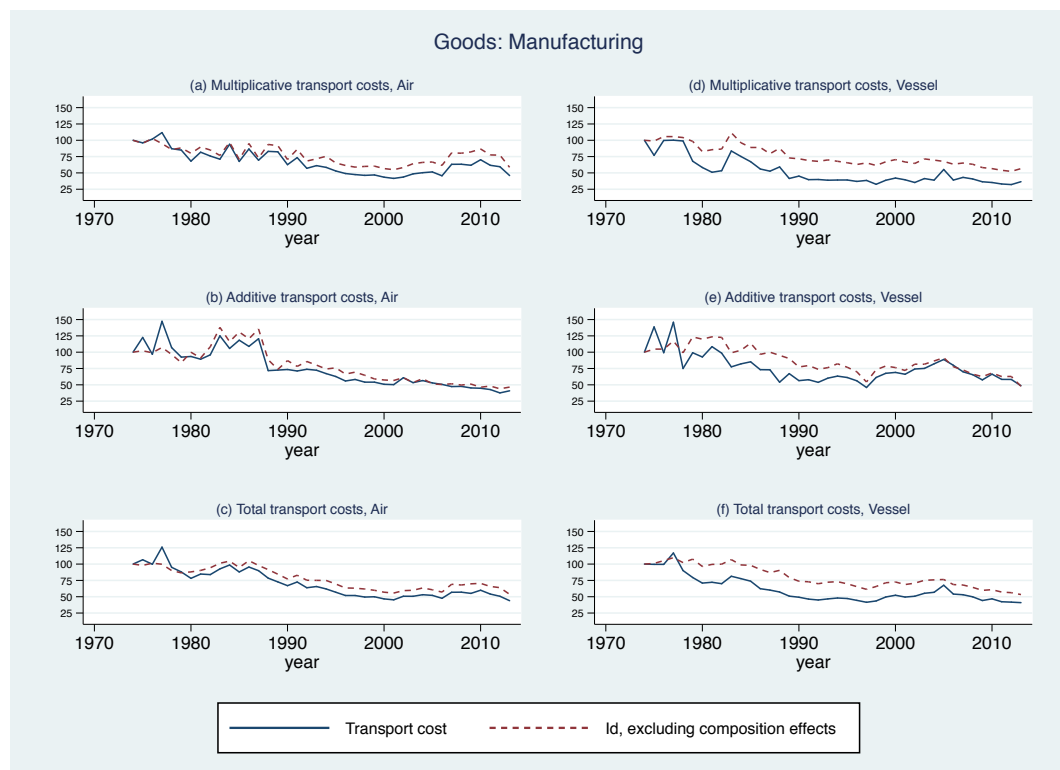 Goods: Manufacturing
(a) Multiplicative transport costs, Air
150
125
100
75
50
25
1970 1980 1990 2000 2010
year
(d) Multiplicative transport costs, Vessel
150
125
100
75
50
25
1970 1980 1990 2000 2010
year
(b) Additive transport costs, Air
150
125
100
75
50
25
1970 1980 1990 2000 2010
year
(e) Additive transport costs, Vessel
150
125
100
75
50
25
1970 1980 1990 2000 2010
year
(c) Total transport costs, Air
150
125
100
75
50
25
1970 1980 1990 2000 2010
year
(f) Total transport costs, Vessel
150
125
100
75
50
25
1970 1980 1990 2000 2010
year
Transport cost Id, excluding composition effects